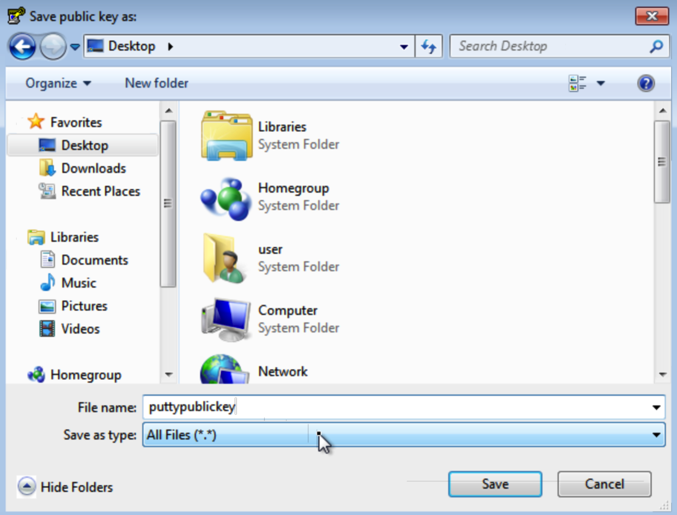 Save public key as:
Desktop
Search Desktop
Organize
New folder
Favorites
Desktop
Downloads
Recent Places
Libraries
Documents
Music
Pictures
Videos
Homegroup
Libraries
System Folder
Homegroup
System Folder
user
System Folder
Computer
System Folder
Network
File name: puttypublickey
Save as type: All Files (*.*)
Hide Folders
Save
Cancel